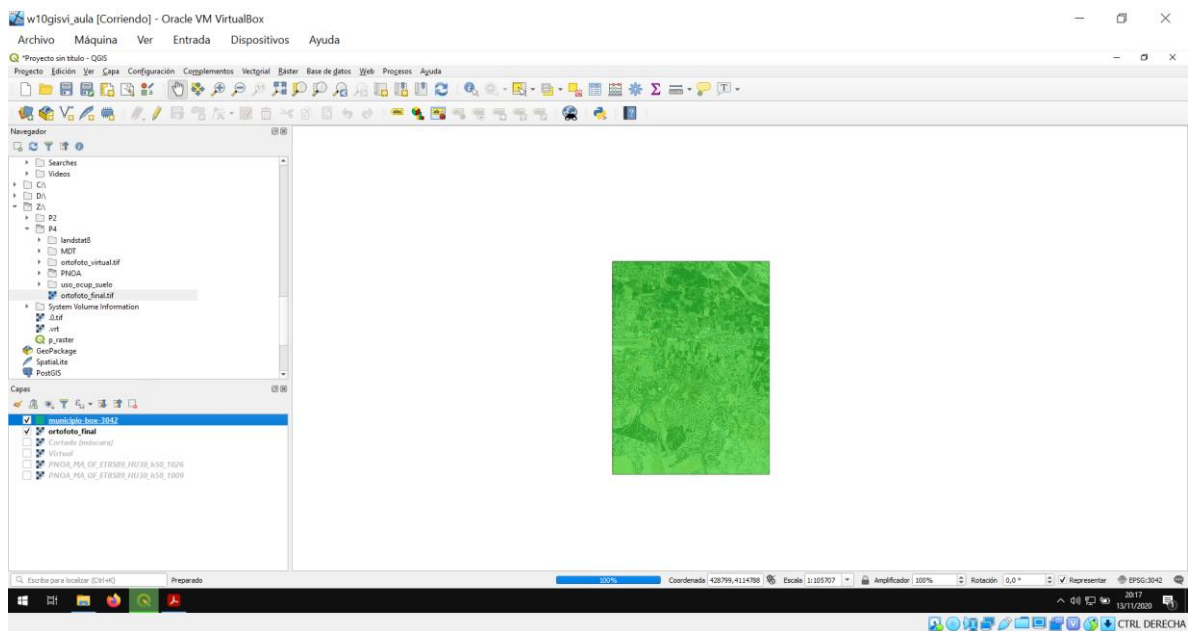 w10gisvi_aula [Corriendo] - Oracle VM VirtualBox
Archivo Máquina Ver Entrada Dispositivos Ayuda
*Proyecto sin título - QGIS
Proyecto Edición Ver Capa Configuración Complementos Vectorial Ráster Base de datos Web Procesos Ayuda
Navegador
Searches
Videos
C:\
D:\
Z:\
P2
P4
landstat8
MDT
ortofoto_virtual.tif
PNOA
uso_ocup_suelo
ortofoto_final.tif
System Volume Information
.0.tif
.vrt
p_raster
GeoPackage
SpatiaLite
PostGIS
Capas
municipio-box-3042
ortofoto_final
Cortado (máscara)
Virtual
PNOA_MA_OF_ETRS89_HU30_h50_1026
PNOA_MA_OF_ETRS89_HU30_h50_1009
Escriba para localizar (Ctrl+K) Preparado 100% Coordenada 428799,4114788 Escala 1:105707 Amplificador 100% Rotación 0,0 ° Representar EPSG:3042
20:17
13/11/2020
CTRL DERECHA